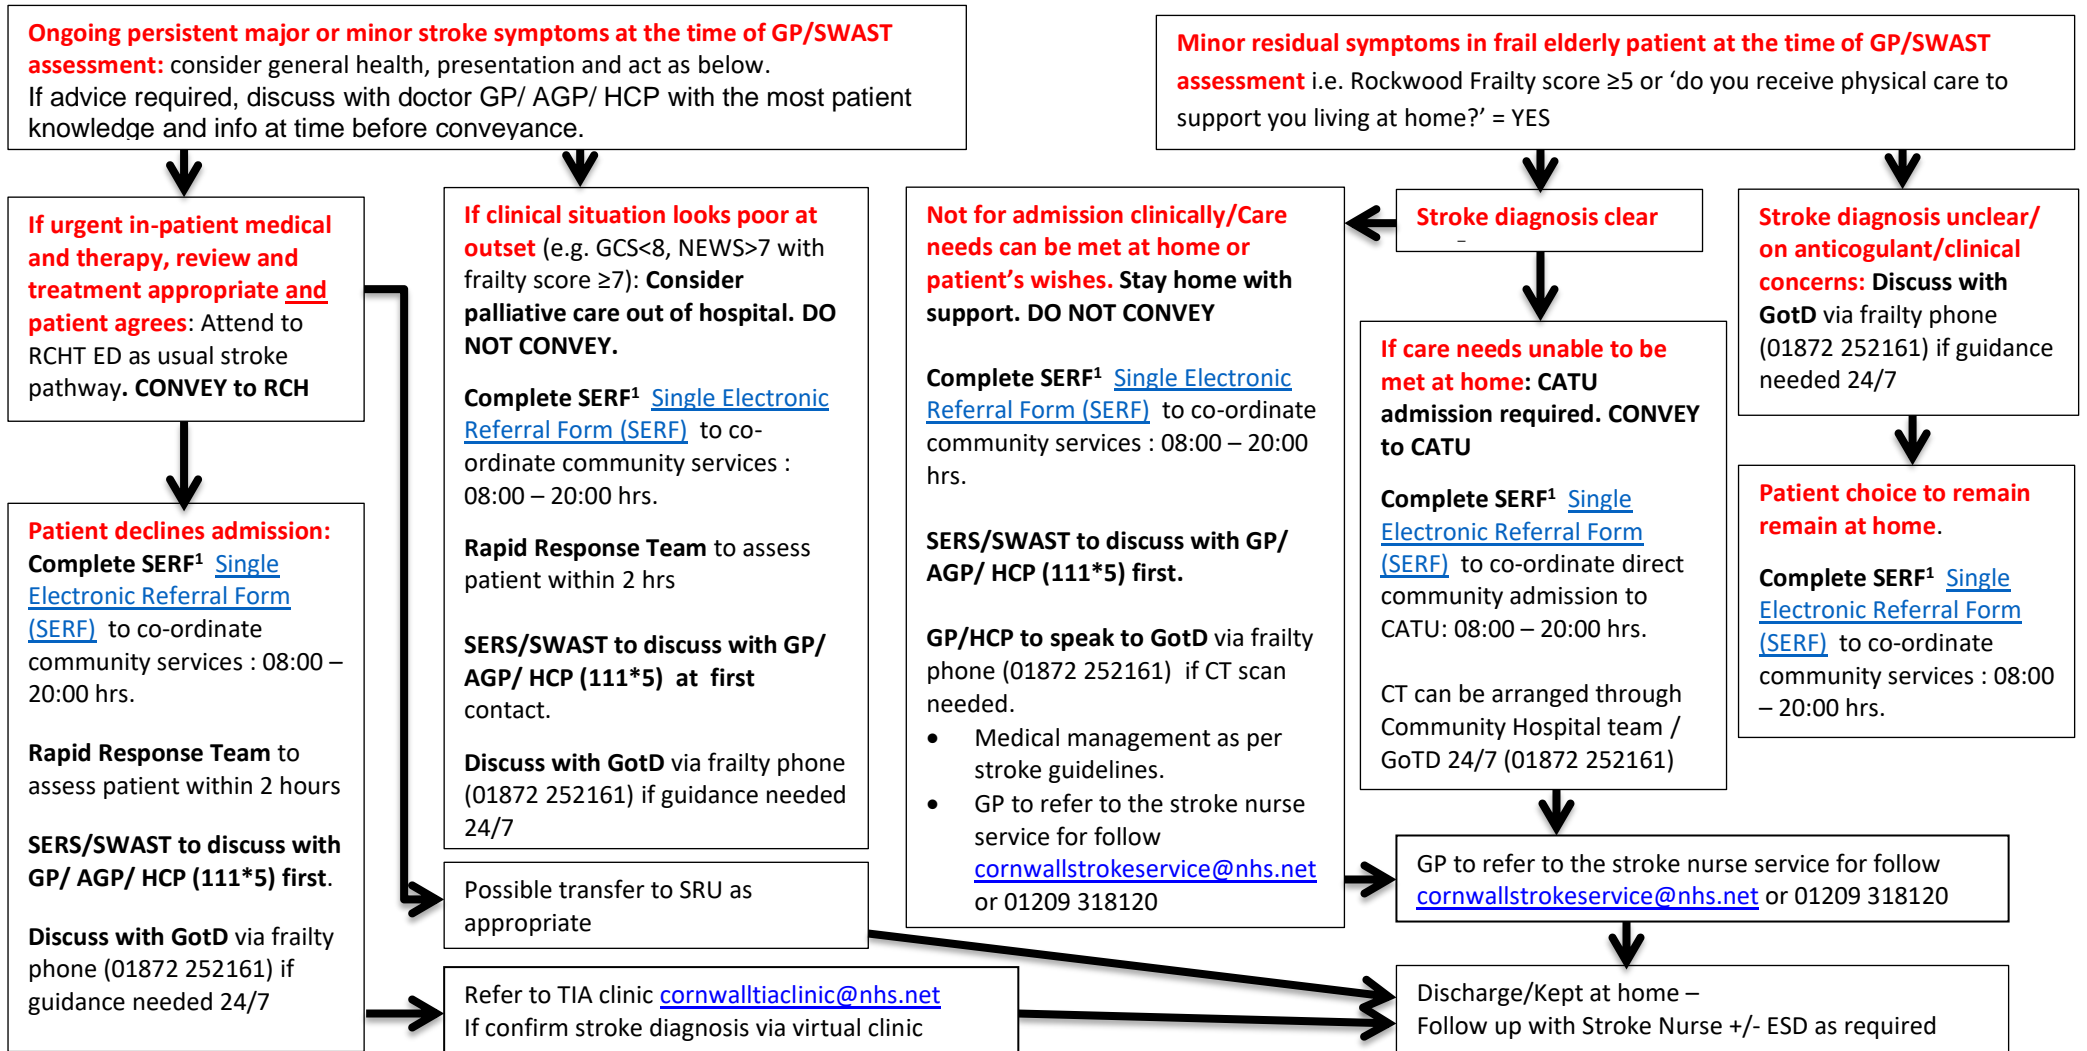 Ongoing persistent major or minor stroke symptoms at the time of GP/SWAST
assessment: consider general health, presentation and act as below.
If advice required, discuss with doctor GP/ AGP/ HCP with the most patient
knowledge and info at time before conveyance.
Minor residual symptoms in frail elderly patient at the time of GP/SWAST
assessment i.e. Rockwood Frailty score ≥5 or ‘do you receive physical care to
support you living at home?’ = YES
If urgent in-patient medical
and therapy, review and
treatment appropriate and
patient agrees: Attend to
RCHT ED as usual stroke
pathway. CONVEY to RCH
Patient declines admission:
Complete SERF¹ Single
Electronic Referral Form
(SERF) to co-ordinate
community services : 08:00 –
20:00 hrs.
Rapid Response Team to
assess patient within 2 hours
SERS/SWAST to discuss with
GP/ AGP/ HCP (111*5) first.
Discuss with GotD via frailty
phone (01872 252161) if
guidance needed 24/7
If clinical situation looks poor at
outset (e.g. GCS<8, NEWS>7 with
frailty score ≥7): Consider
palliative care out of hospital. DO
NOT CONVEY.
Complete SERF¹ Single Electronic
Referral Form (SERF) to co-
ordinate community services :
08:00 – 20:00 hrs.
Rapid Response Team to assess
patient within 2 hrs
SERS/SWAST to discuss with GP/
AGP/ HCP (111*5) at first
contact.
Discuss with GotD via frailty phone
(01872 252161) if guidance needed
24/7
Possible transfer to SRU as
appropriate
Refer to TIA clinic cornwalltiaclinic@nhs.net
If confirm stroke diagnosis via virtual clinic
Not for admission clinically/Care
needs can be met at home or
patient’s wishes. Stay home with
support. DO NOT CONVEY
Complete SERF¹ Single Electronic
Referral Form (SERF) to co-ordinate
community services : 08:00 – 20:00
hrs.
SERS/SWAST to discuss with GP/
AGP/ HCP (111*5) first.
GP/HCP to speak to GotD via frailty
phone (01872 252161) if CT scan
needed.
• Medical management as per
stroke guidelines.
• GP to refer to the stroke nurse
service for follow
cornwallstrokeservice@nhs.net
or 01209 318120
Stroke diagnosis clear
If care needs unable to be
met at home: CATU
admission required. CONVEY
to CATU
Complete SERF¹ Single
Electronic Referral Form
(SERF) to co-ordinate direct
community admission to
CATU: 08:00 – 20:00 hrs.
CT can be arranged through
Community Hospital team /
GoTD 24/7 (01872 252161)
Stroke diagnosis unclear/
on anticogulant/clinical
concerns: Discuss with
GotD via frailty phone
(01872 252161) if guidance
needed 24/7
Patient choice to remain
remain at home.
Complete SERF¹ Single
Electronic Referral Form
(SERF) to co-ordinate
community services : 08:00
– 20:00 hrs.
GP to refer to the stroke nurse service for follow
cornwallstrokeservice@nhs.net or 01209 318120
Discharge/Kept at home –
Follow up with Stroke Nurse +/- ESD as required